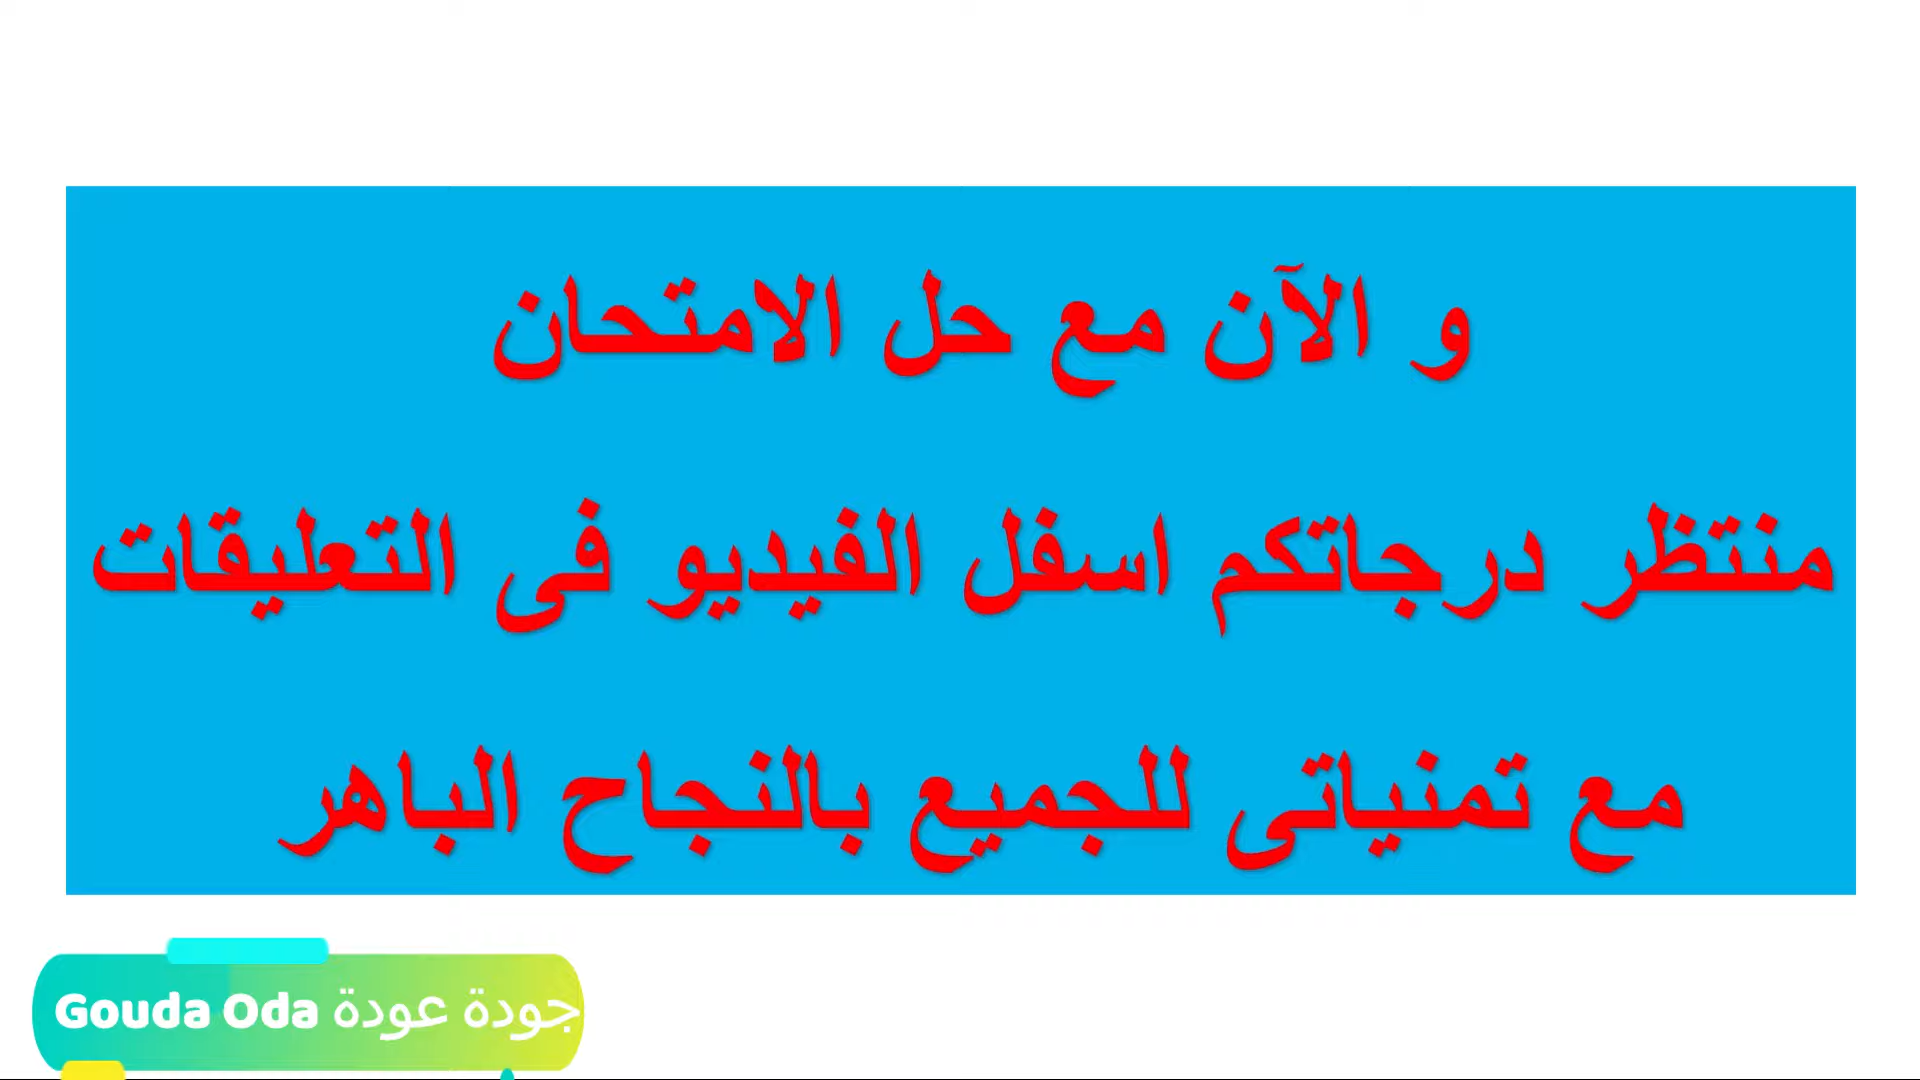 و الآن مع حل الامتحان
منتظر درجاتكم اسفل الفيديو فى التعليقات
مع تمنياتى للجميع بالنجاح الباهر
Gouda Oda جودة عودة